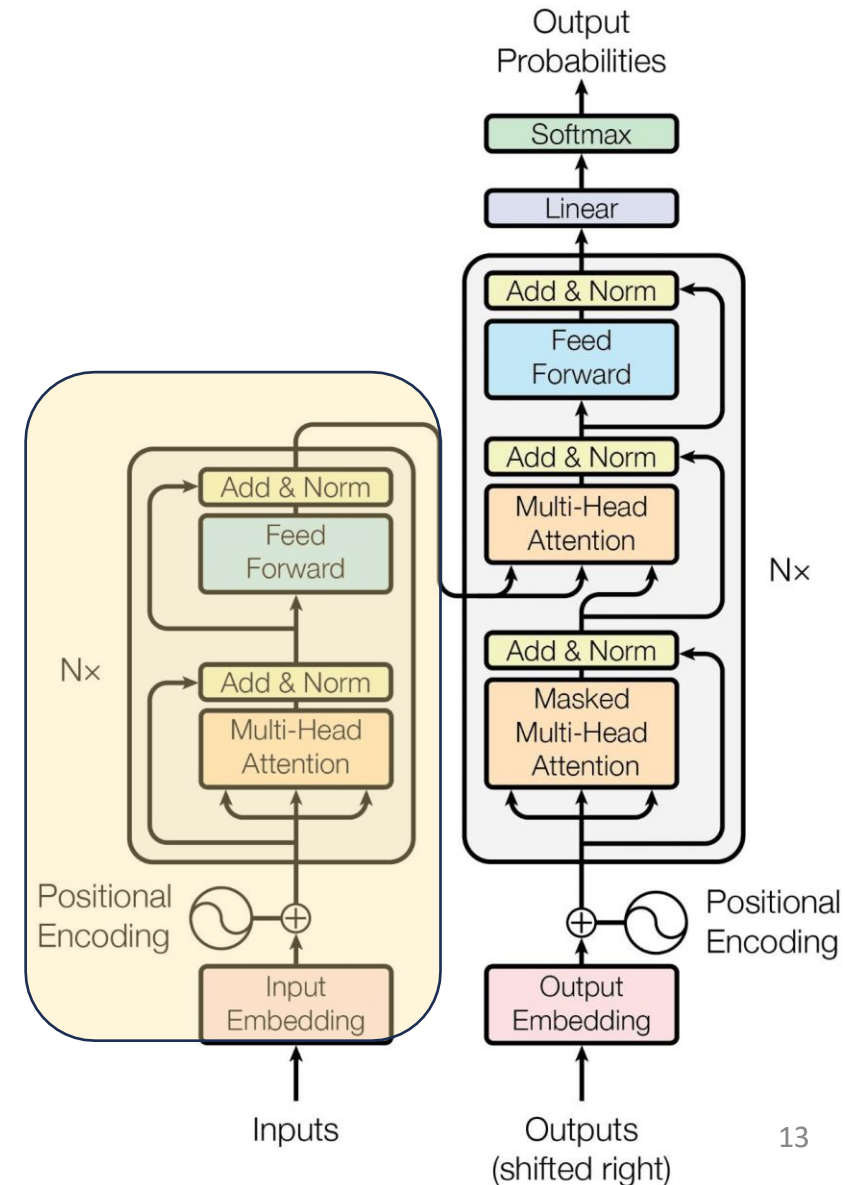 Output
Probabilities
Softmax
Linear
Add & Norm
Feed
Forward
Add & Norm
Multi-Head
Attention
Nx
Add & Norm
Masked
Multi-Head
Attention
Positional
Encoding
Output
Embedding
Outputs
(shifted right)
Add & Norm
Feed
Forward
Nx
Add & Norm
Multi-Head
Attention
Positional
Encoding
Input
Embedding
Inputs
13